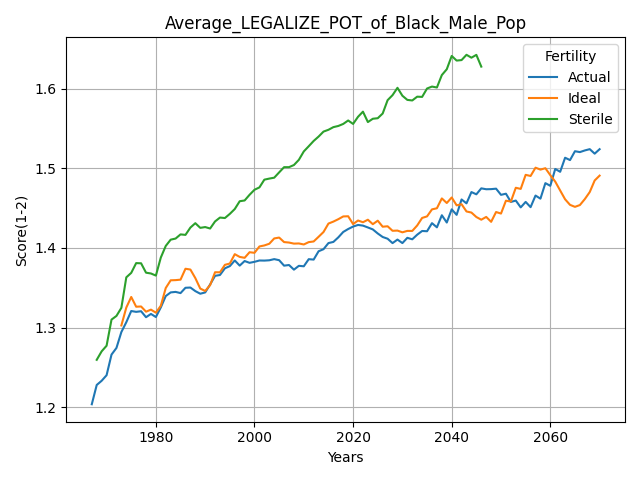 Average_LEGALIZE_POT_of_Black_Male_Pop
Fertility
Actual
Ideal
Sterile
Score(1-2)
1.6
1.5
1.4
1.3
1.2
1980
2000
2020
2040
2060
Years